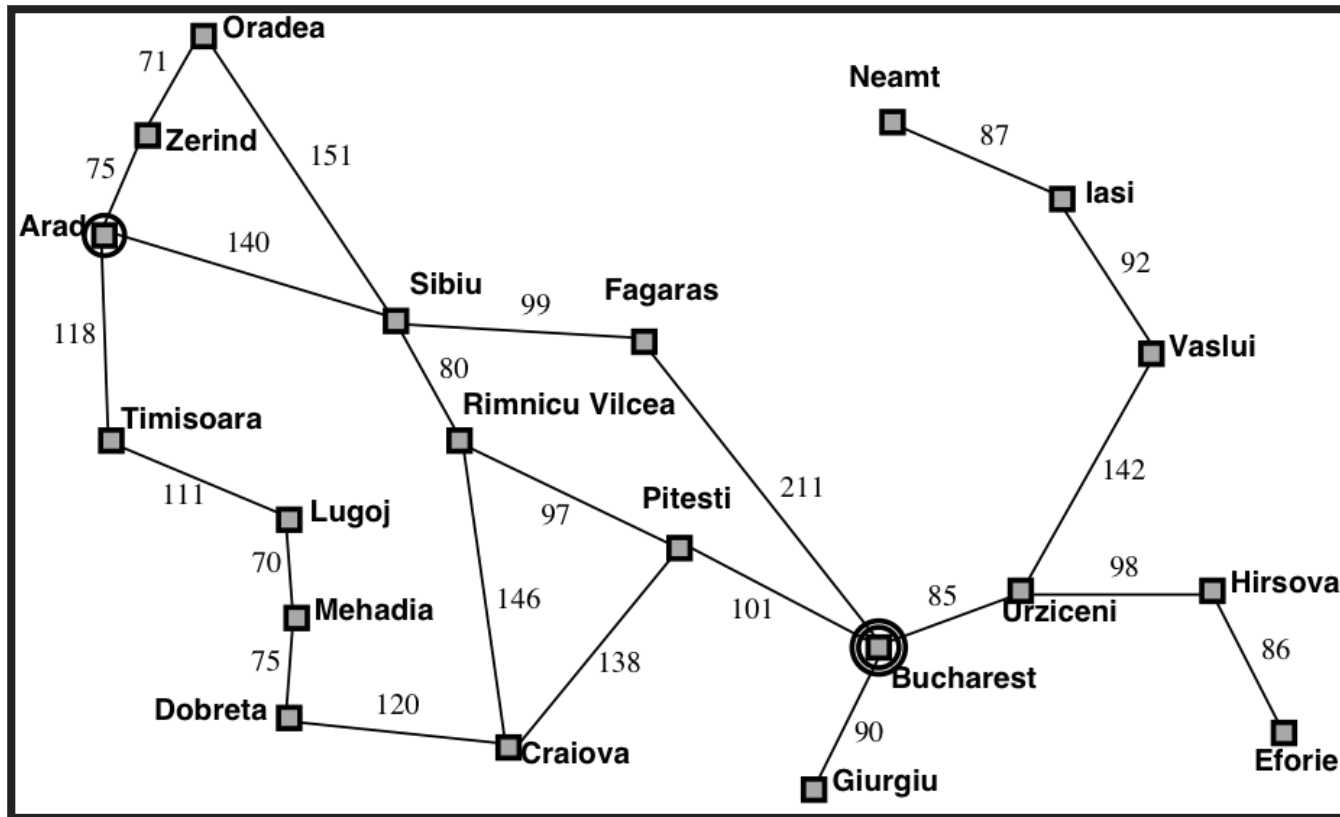 Oradea
71
Neamt
Zerind
87
151
75
Iasi
Arad
140
92
Sibiu
Fagaras
99
118
Vaslui
80
Rimnicu Vilcea
Timisoara
142
211
Pitesti
111
Lugoj
97
70
98
Hirsova
146
85
Urziceni
Mehadia
101
86
75
138
Bucharest
Dobreta
120
90
Craiova
Eforie
Giurgiu